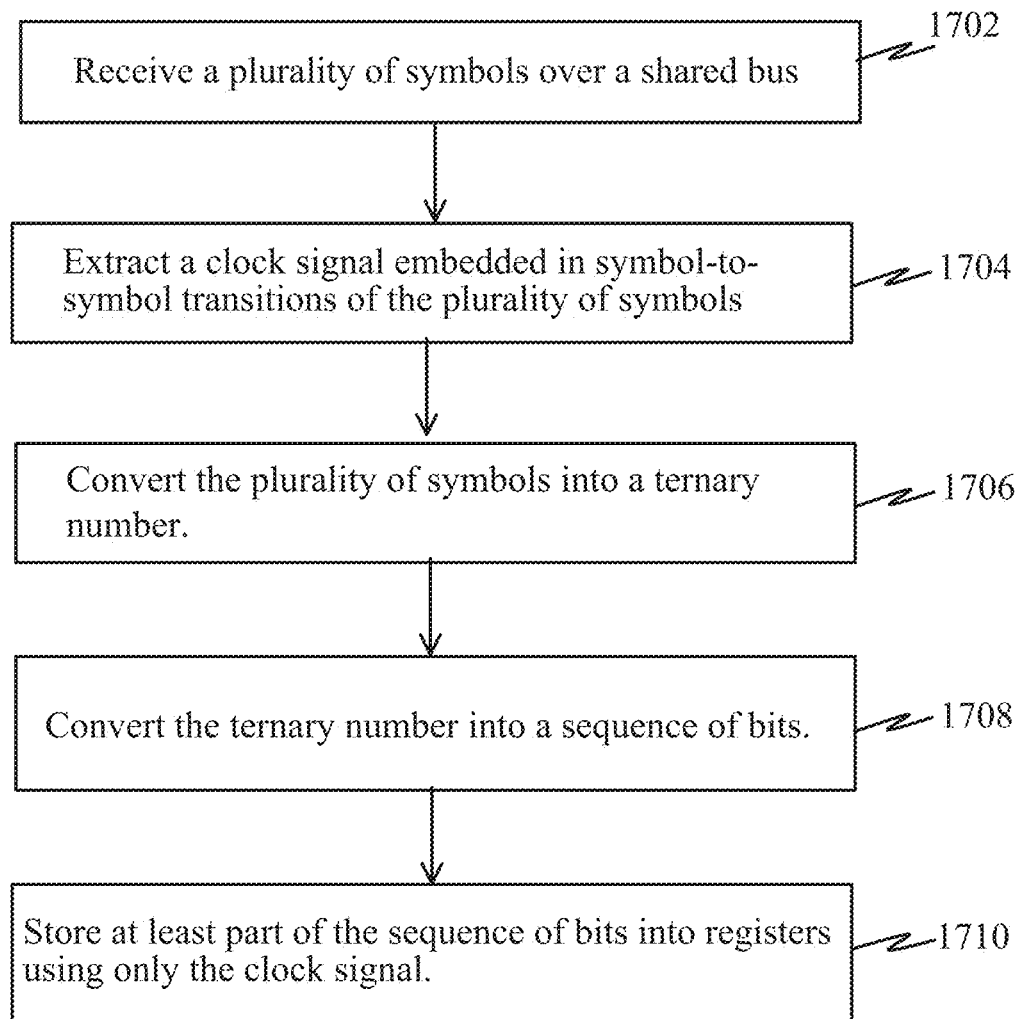 1702
Receive a plurality of symbols over a shared bus
Extract a clock signal embedded in symbol-to-
symbol transitions of the plurality of symbols
1704
Convert the plurality of symbols into a ternary
number.
1706
Convert the ternary number into a sequence of bits.
1708
Store at least part of the sequence of bits into registers
using only the clock signal.
1710